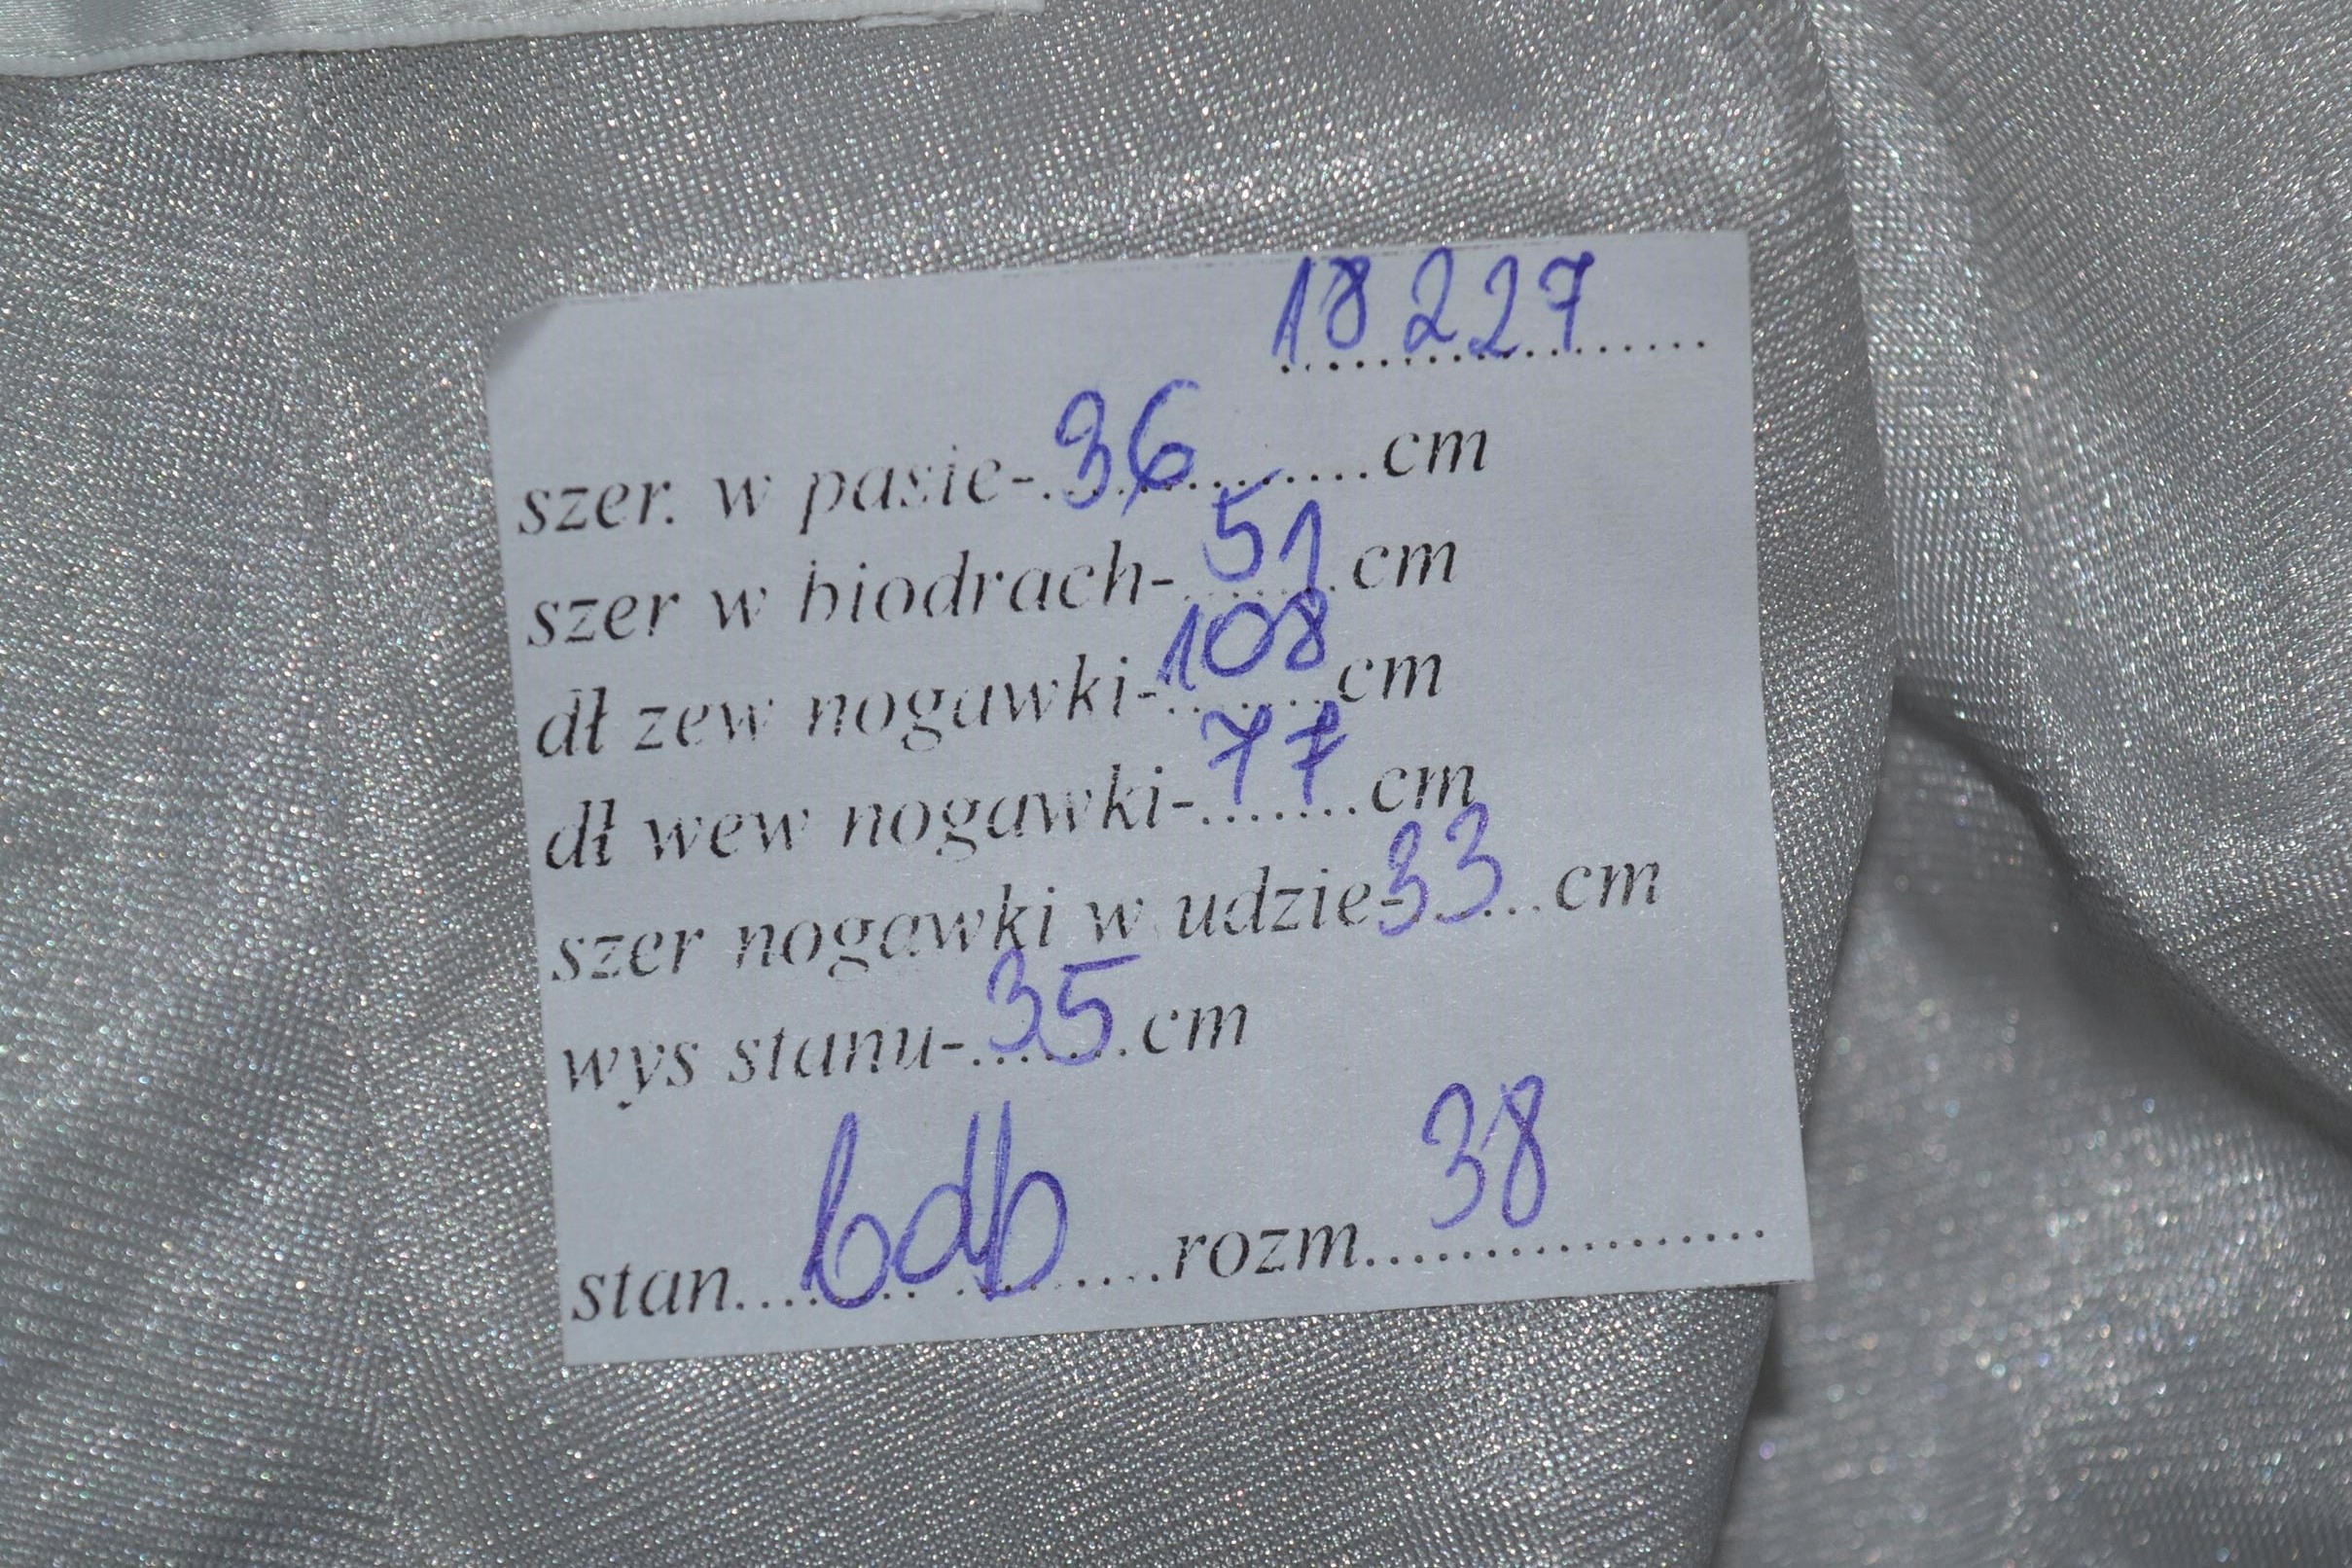 18227
szer. w pasie-.36..........cm
szer w biodrach-..51..cm
dł zew nogawki-108.....cm
dł wew nogawki-.77....cm
szer nogawki w udzie-33...cm
wys stanu-.35..cm
stan....bdb......rozm...38..............